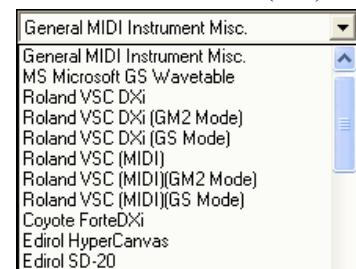 General MIDI Instrument Misc.
General MIDI Instrument Misc.
MS Microsoft GS Wavetable
Roland VSC DXi
Roland VSC DXi (GM2 Mode)
Roland VSC DXi (GS Mode)
Roland VSC (MIDI)
Roland VSC (MIDI)(GM2 Mode)
Roland VSC (MIDI)(GS Mode)
Coyote ForteDXi
Edirol HyperCanvas
Edirol SD-20